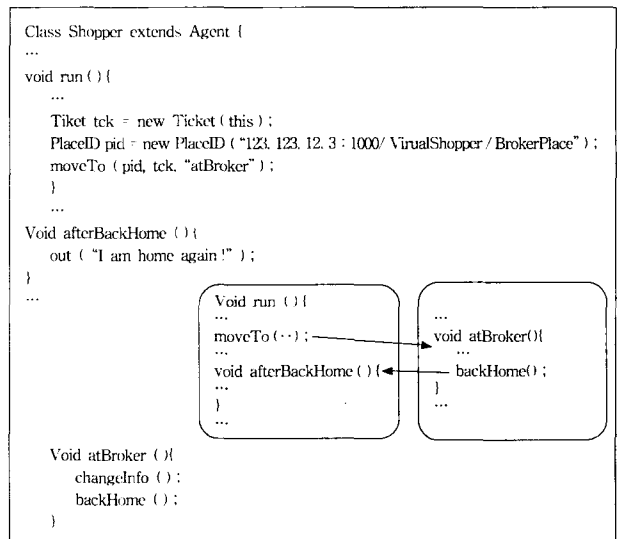 Class Shopper extends Agent {
...
void run ( ) {
...
Tiket tck = new Ticket ( this ) ;
PlaceID pid = new PlaceID ( “123. 123. 12. 3 : 1000/ VirualShopper / BrokerPlace” ) ;
moveTo ( pid, tck. “atBroker” ) ;
}
...
Void afterBackHome ( ) {
out ( “I am home again !” ) ;
}
...
Void run ( ) {
...
moveTo ( ·· ) ;
...
void afterBackHome ( ) {
...
}
...
...
void atBroker() {
...
backHome() ;
}
...
Void atBroker ( ) {
changeInfo ( ) ;
backHome ( ) ;
}